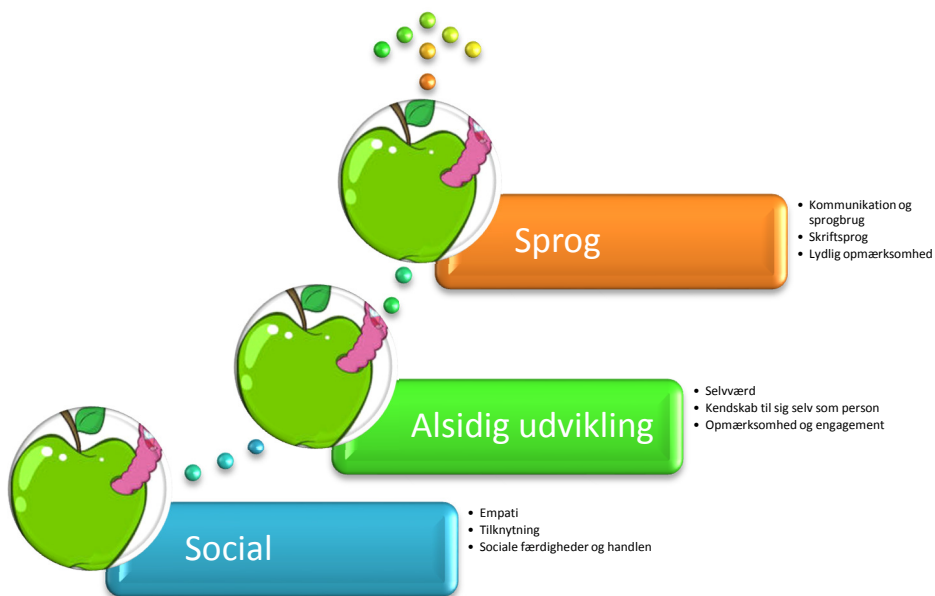 Sprog
• Kommunikation og
sprogbrug
• Skriftsprog
• Lydlig opmærksomhed
Alsidig udvikling
• Selvværd
• Kendskab til sig selv som person
• Opmærksomhed og engagement
Social
• Empati
• Tilknytning
• Sociale færdigheder og handlen